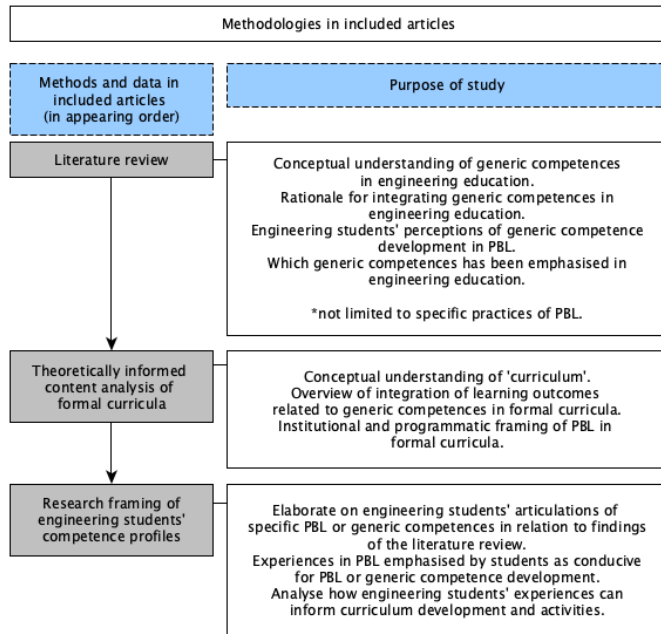 Methodologies in included articles
Methods and data in
included articles
(in appearing order)
Purpose of study
Literature review
Conceptual understanding of generic competences
in engineering education.
Rationale for integrating generic competences in
engineering education.
Engineering students' perceptions of generic competence
development in PBL.
Which generic competences has been emphasised in
engineering education.
*not limited to specific practices of PBL.
Theoretically informed
content analysis of
formal curricula
Conceptual understanding of 'curriculum'.
Overview of integration of learning outcomes
related to generic competences in formal curricula.
Institutional and programmatic framing of PBL in
formal curricula.
Research framing of
engineering students'
competence profiles
Elaborate on engineering students' articulations of
specific PBL or generic competences in relation to findings
of the literature review.
Experiences in PBL emphasised by students as conducive
for PBL or generic competence development.
Analyse how engineering students' experiences can
inform curriculum development and activities.